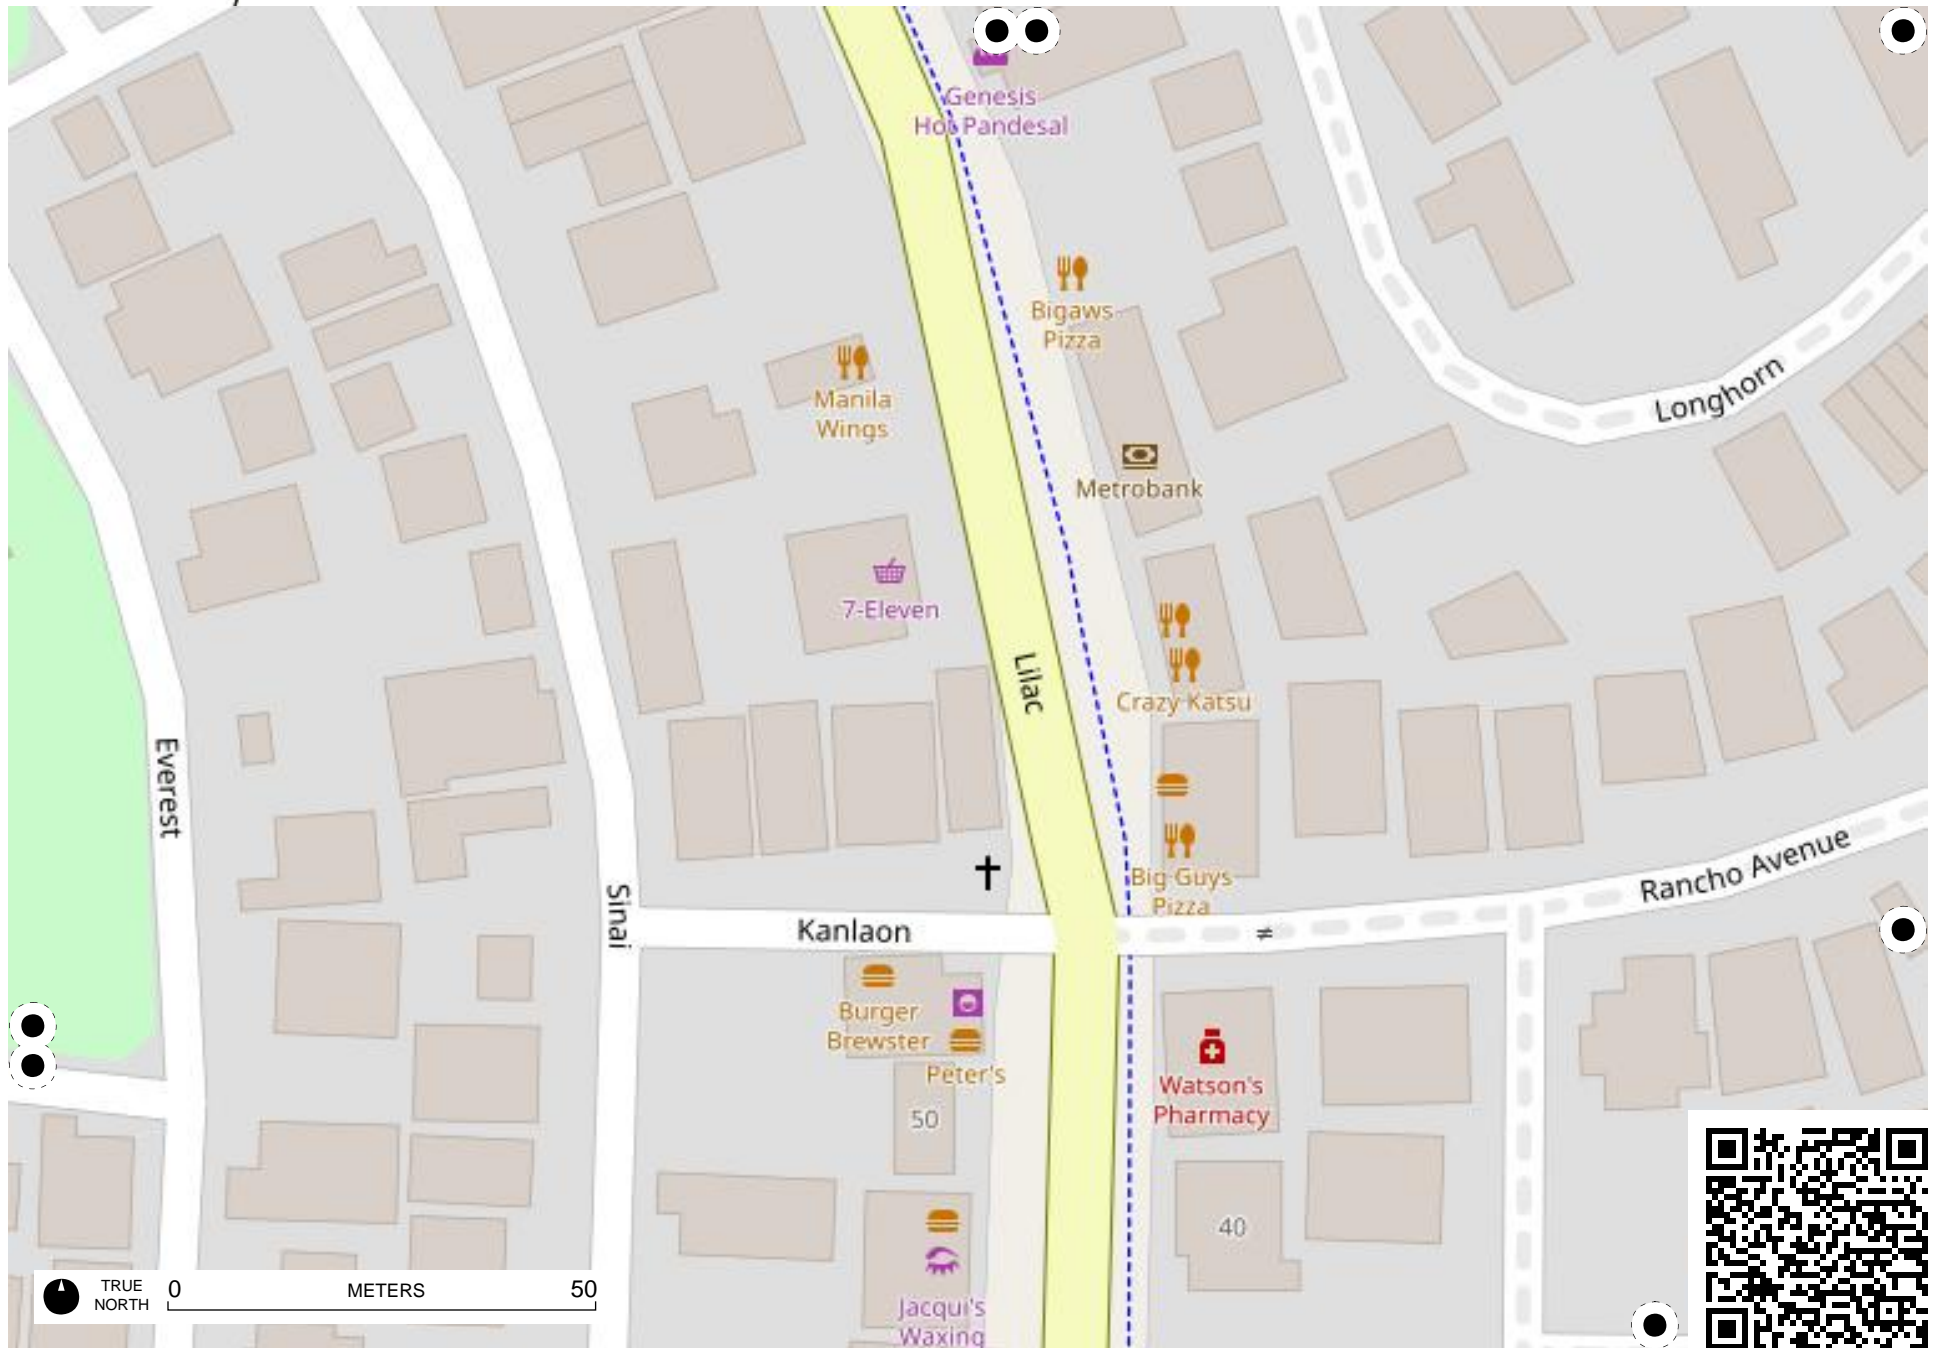 Genesis
Hot Pandesal
Bigaws
Pizza
Manila
Wings
Longhorn
Metrobank
7-Eleven
Lilac
Crazy Katsu
Everest
Big Guys
Pizza
Rancho Avenue
Sinai
Kanlaon
≠
Burger
Brewster
Peter's
Watson's
Pharmacy
50
40
Jacqui's
Waxing
TRUE
NORTH
0 METERS 50